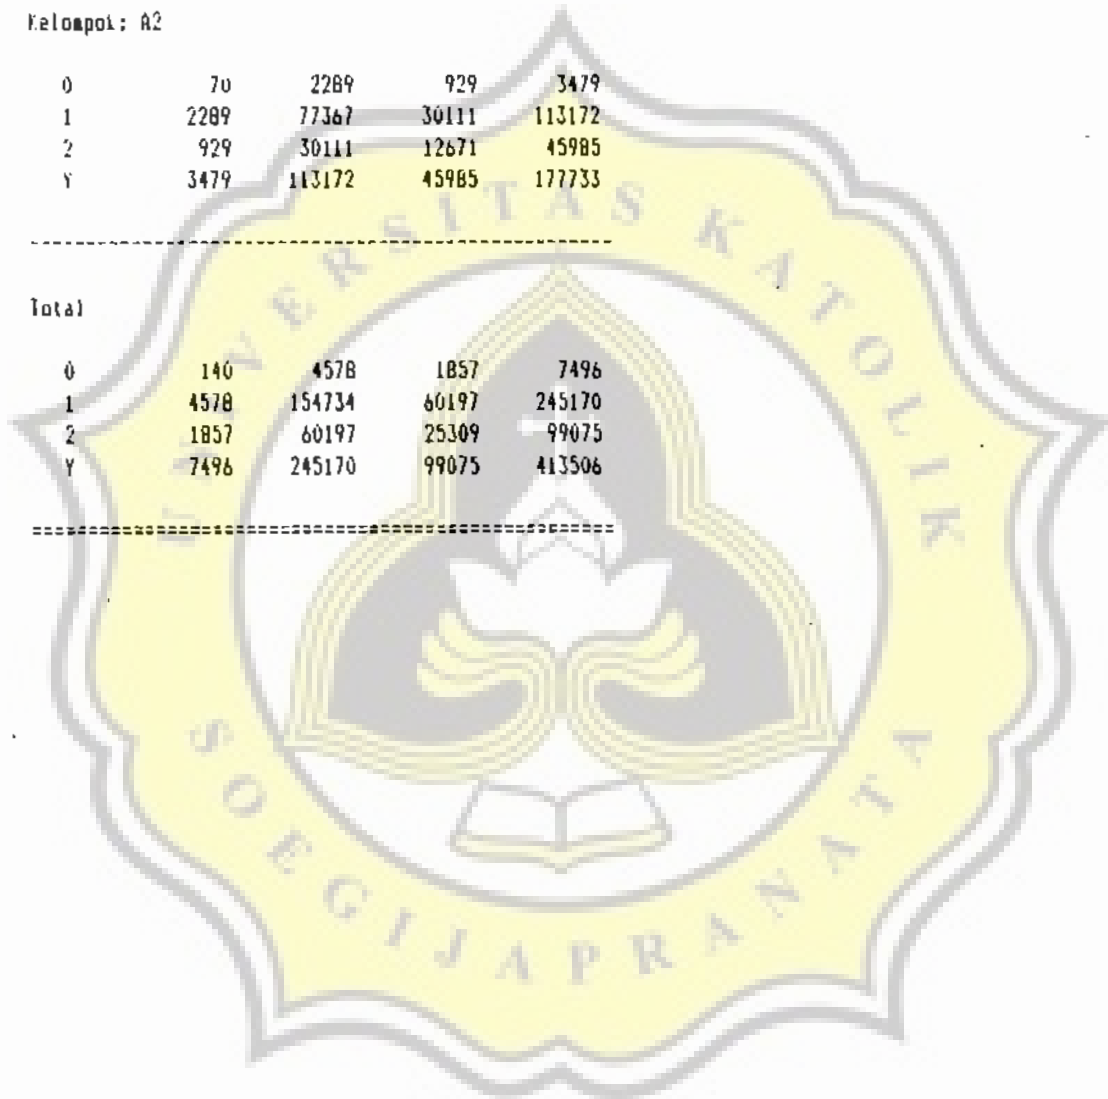 Kelompok: A2
0 70 2289 929 3479
1 2289 77367 30111 113172
2 929 30111 12671 45985
Y 3479 113172 45985 177733
Total
0 140 4578 1857 7496
1 4578 154734 60197 245170
2 1857 60197 25309 99075
Y 7496 245170 99075 413506
UNIVERSITAS KATOLIK
SOEGIJAPRANATA